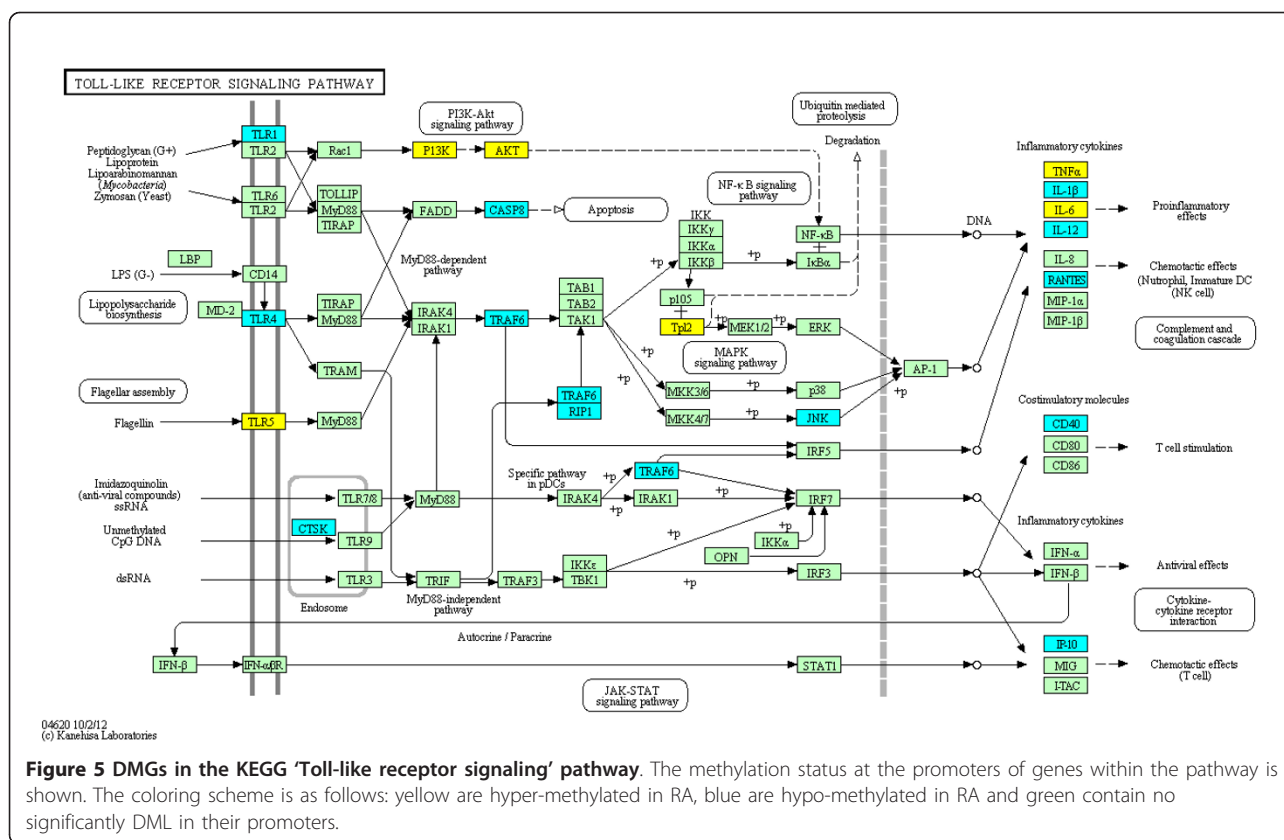 TOLL-LIKE RECEPTOR SIGNALING PATHWAY
Peptidoglycan (G+)
Lipoprotein
Lipoarabinomannan
(Mycobacteria)
Zymosan (Yeast)
TLR1
TLR2
TLR6
TLR2
Rac1
PI3K-Akt
signaling pathway
P13K
AKT
TOLLIP
MyD88
TIRAP
FADD
CASP8
Apoptosis
Ubiquitin mediated
proteolysis
Degradation
NF-κB signaling
pathway
IKK
IKKγ
IKKα
IKKβ
+p
+p
NF-κB
IκBα
DNA
LBP
LPS (G-)
CD14
MyD88-dependent
pathway
Lipopolysaccharide
biosynthesis
MD-2
TLR4
TIRAP
MyD88
IRAK4
IRAK1
TRAF6
TAB1
TAB2
TAK1
p105
Tpl2
+p
MEK1/2
+p
ERK
MAPK
signaling pathway
TRAM
TRAF6
RIP1
+p
+p
MKK3/6
+p
p38
MKK4/7
+p
JNK
+p
AP-1
Flagellar assembly
Flagellin
TLR5
MyD88
IRF5
Imidazoquinolin
(anti-viral compounds)
ssRNA
TLR7/8
MyD88
Specific pathway
in pDCs
IRAK4
+p
+p
TRAF6
IRAK1
+p
IRF7
Unmethylated
CpG DNA
CTSK
TLR9
+p
IKKα
+p
OPN
dsRNA
TLR3
Endosome
TRIF
MyD88-independent
pathway
TRAF3
IKKε
TBK1
+p
IRF3
Autocrine / Paracrine
IFN-β
IFN-αβR
STAT1
JAK-STAT
signaling pathway
Inflammatory cytokines
TNFα
IL-1β
IL-6
IL-12
Proinflammatory
effects
IL-8
RANTES
MIP-1α
MIP-1β
Chemotactic effects
(Nutrophil, Immature DC
(NK cell)
Complement and
coagulation cascade
Costimulatory molecules
CD40
CD80
CD86
T cell stimulation
Inflammatory cytokines
IFN-α
IFN-β
Antiviral effects
Cytokine-
cytokine receptor
interaction
IP-10
MIG
I-TAC
Chemotactic effects
(T cell)
04620 10/2/12
(c) Kanehisa Laboratories
Figure 5 DMGs in the KEGG ‘Toll-like receptor signaling’ pathway. The methylation status at the promoters of genes within the pathway is
shown. The coloring scheme is as follows: yellow are hyper-methylated in RA, blue are hypo-methylated in RA and green contain no
significantly DML in their promoters.